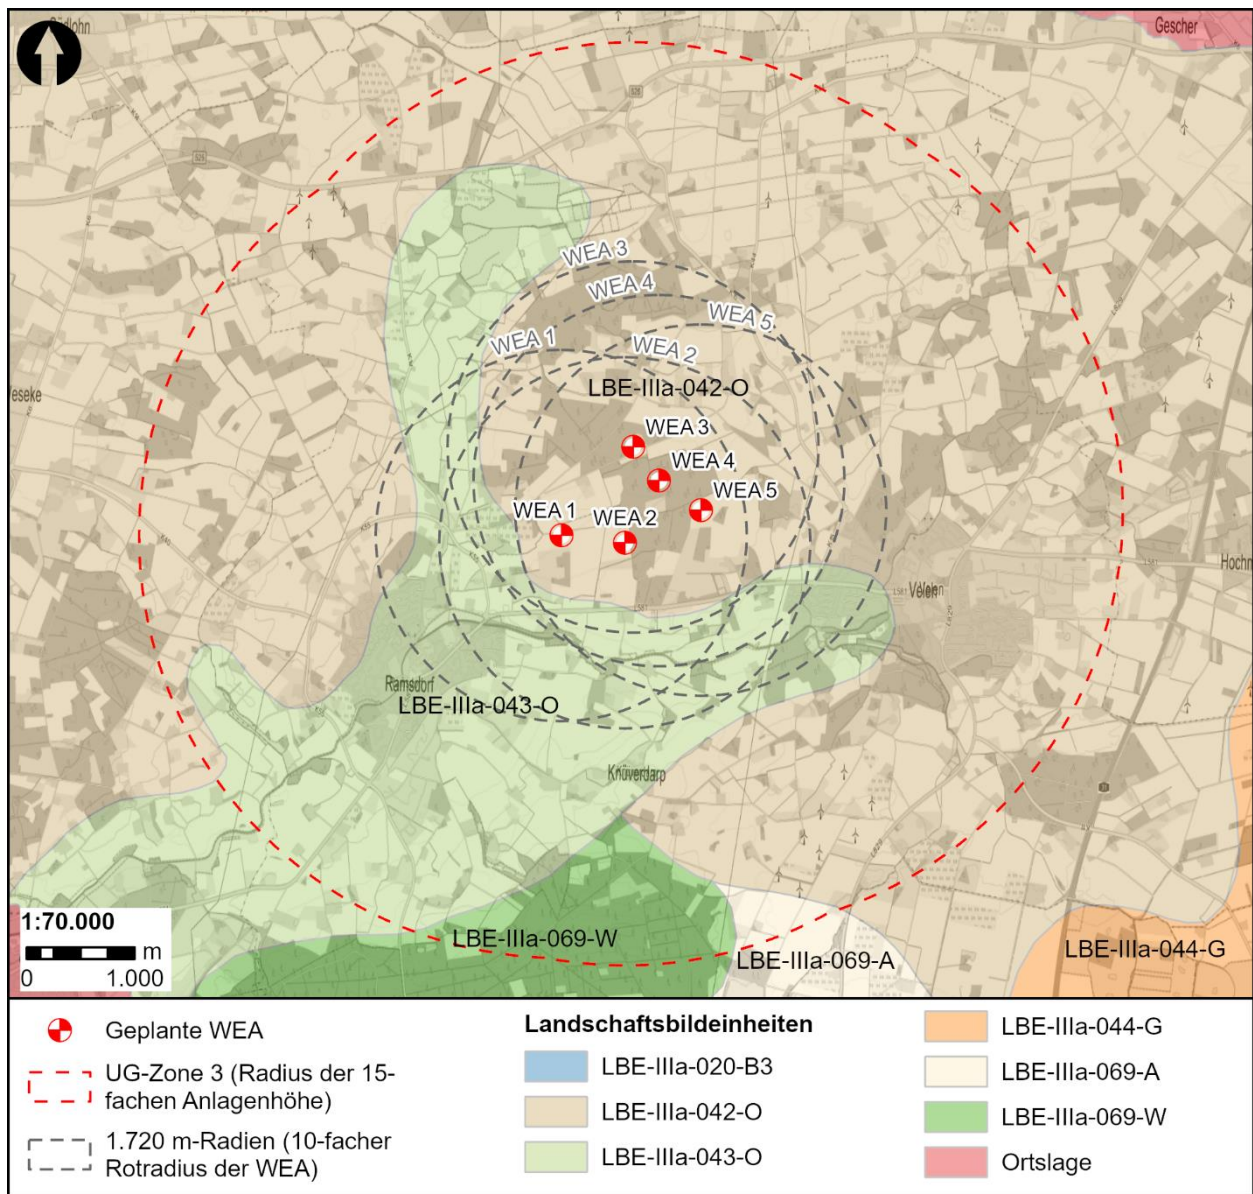 Gescher
WEA 3
WEA 4
WEA 5
WEA 1
WEA 2
LBE-IIIa-042-O
WEA 3
WEA 4
WEA 5
WEA 1
WEA 2
Velen
L581
L581
Ramsdorf
LBE-IIIa-043-O
Knüverdarp
1:70.000
m
0 1.000
LBE-IIIa-069-W
LBE-IIIa-069-A
LBE-IIIa-044-G
Geplante WEA
UG-Zone 3 (Radius der 15-
fachen Anlagenhöhe)
1.720 m-Radien (10-facher
Rotradius der WEA)
Landschaftsbildeinheiten
LBE-IIIa-020-B3
LBE-IIIa-042-O
LBE-IIIa-043-O
LBE-IIIa-044-G
LBE-IIIa-069-A
LBE-IIIa-069-W
Ortslage